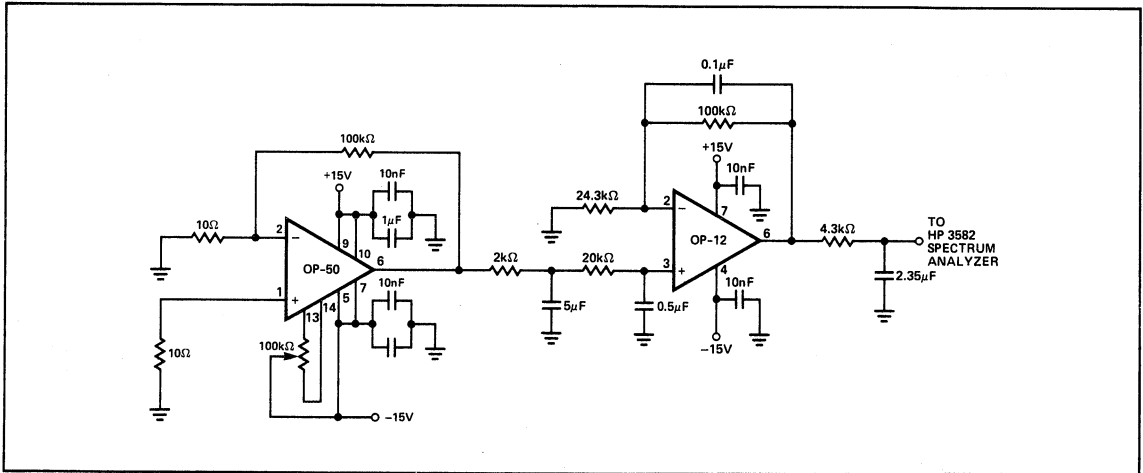 0.1μF
100kΩ
100kΩ
+15V
10nF
+15V
10nF
24.3kΩ
2
7
10Ω
1μF
2
9
10
6
OP-50
OP-12
6
4.3kΩ
TO
HP 3582
SPECTRUM
ANALYZER
2kΩ
20kΩ
3
4
10nF
1
7
5
14
13
10nF
5μF
0.5μF
2.35μF
-15V
10Ω
100kΩ
-15V